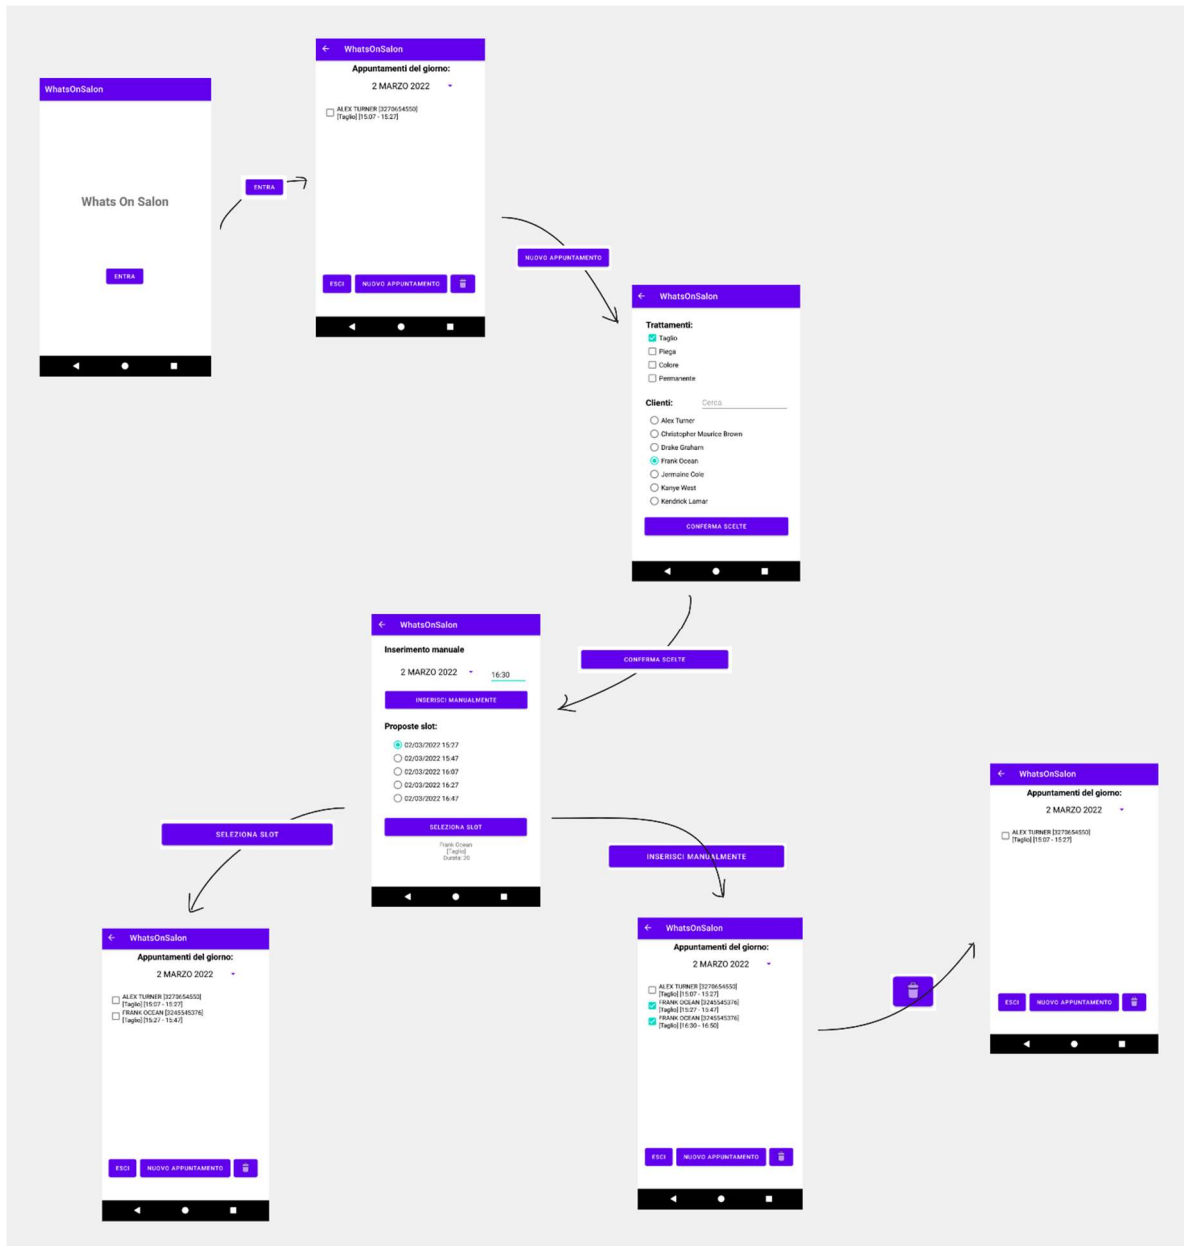 WhatsOnSalon
Whats On Salon
ENTRA
ENTRA
WhatsOnSalon
Appuntamenti del giorno:
2 MARZO 2022
ALEX TURNER [3270654550]
[Taglio] [15:07 - 15:27]
ESCI NUOVO APPUNTAMENTO
NUOVO APPUNTAMENTO
WhatsOnSalon
Trattamenti:
Taglio
Piega
Colore
Permanente
Clienti: Cerca
Alex Turner
Christopher Maurice Brown
Drake Graham
Frank Ocean
Jermaine Cole
Kanye West
Kendrick Lamar
CONFERMA SCELTE
CONFERMA SCELTE
WhatsOnSalon
Inserimento manuale
2 MARZO 2022 16:30
INSERISCI MANUALMENTE
Proposte slot:
02/03/2022 15:27
02/03/2022 15:47
02/03/2022 16:07
02/03/2022 16:27
02/03/2022 16:47
SELEZIONA SLOT
Frank Ocean
[Taglio]
Durata: 20
SELEZIONA SLOT
WhatsOnSalon
Appuntamenti del giorno:
2 MARZO 2022
ALEX TURNER [3270654550]
[Taglio] [15:07 - 15:27]
FRANK OCEAN [3245545376]
[Taglio] [15:27 - 15:47]
ESCI NUOVO APPUNTAMENTO
INSERISCI MANUALMENTE
WhatsOnSalon
Appuntamenti del giorno:
2 MARZO 2022
ALEX TURNER [3270654550]
[Taglio] [15:07 - 15:27]
FRANK OCEAN [3245545376]
[Taglio] [15:27 - 15:47]
FRANK OCEAN [3245545376]
[Taglio] [16:30 - 16:50]
ESCI NUOVO APPUNTAMENTO
WhatsOnSalon
Appuntamenti del giorno:
2 MARZO 2022
ALEX TURNER [3270654550]
[Taglio] [15:07 - 15:27]
ESCI NUOVO APPUNTAMENTO